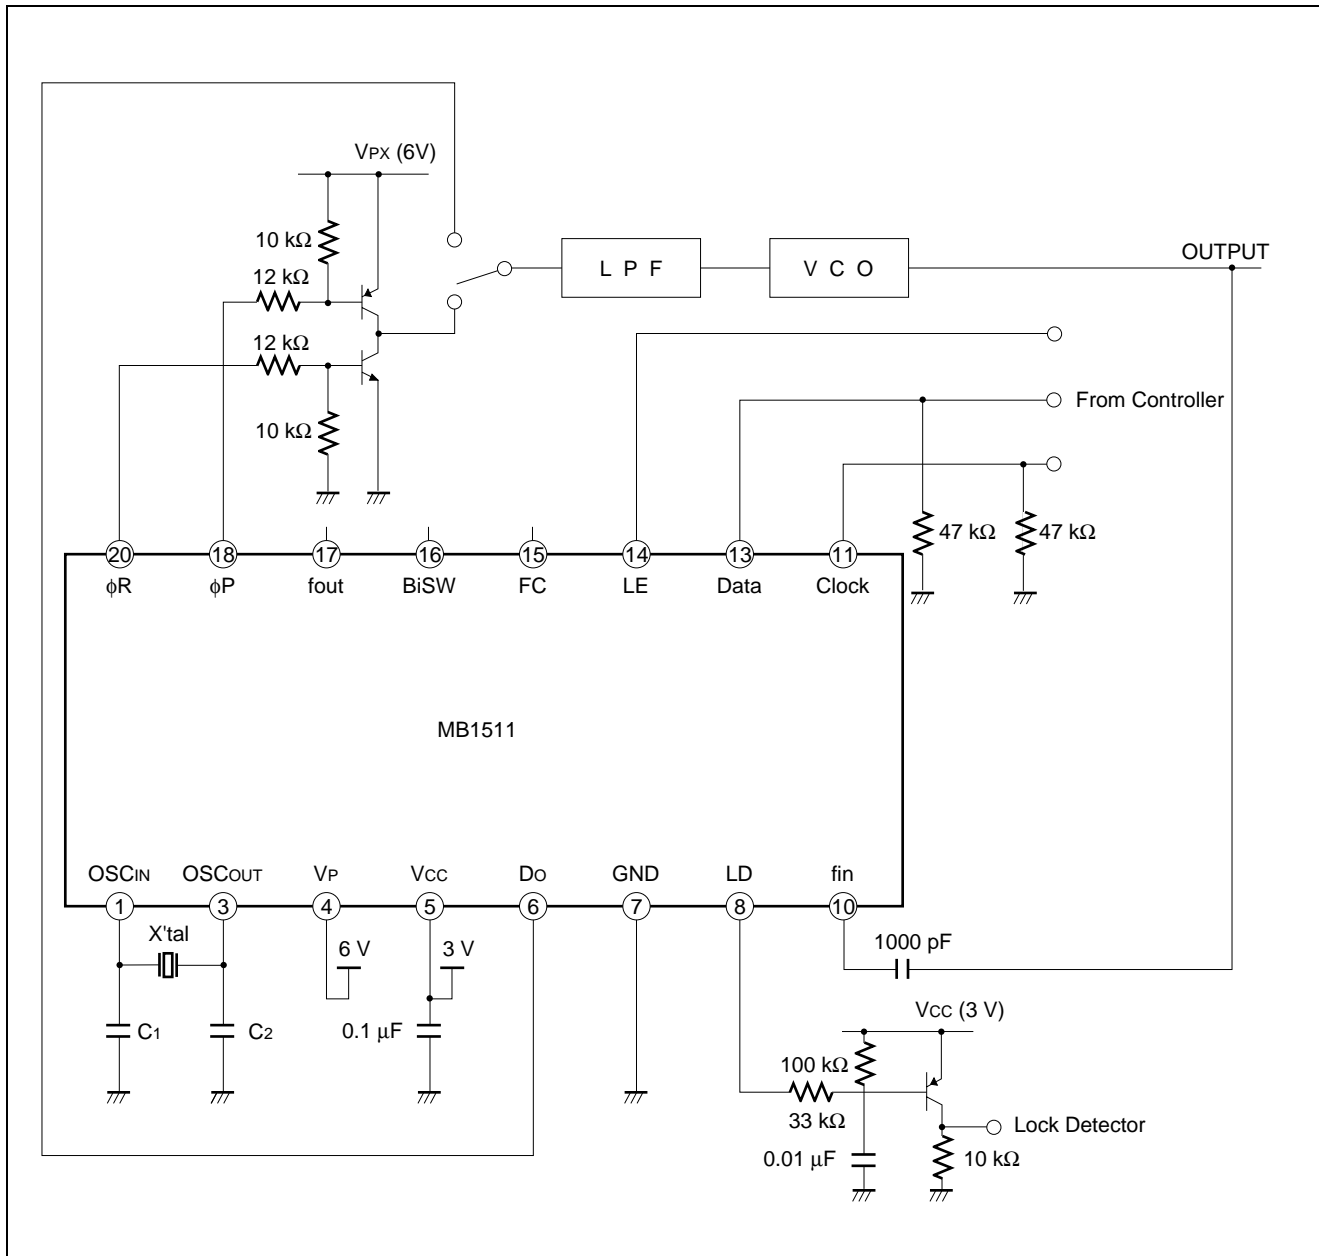 VPX (6V)
10 kΩ
12 kΩ
12 kΩ
10 kΩ
L P F
V C O
OUTPUT
From Controller
47 kΩ
47 kΩ
20
18
17
16
15
14
13
11
ϕR
ϕP
fout
BiSW
FC
LE
Data
Clock
MB1511
OSCIN
OSCOUT
VP
VCC
DO
GND
LD
fin
1
3
4
5
6
7
8
10
X'tal
6 V
3 V
1000 pF
C1
C2
0.1 μF
VCC (3 V)
100 kΩ
33 kΩ
Lock Detector
0.01 μF
10 kΩ